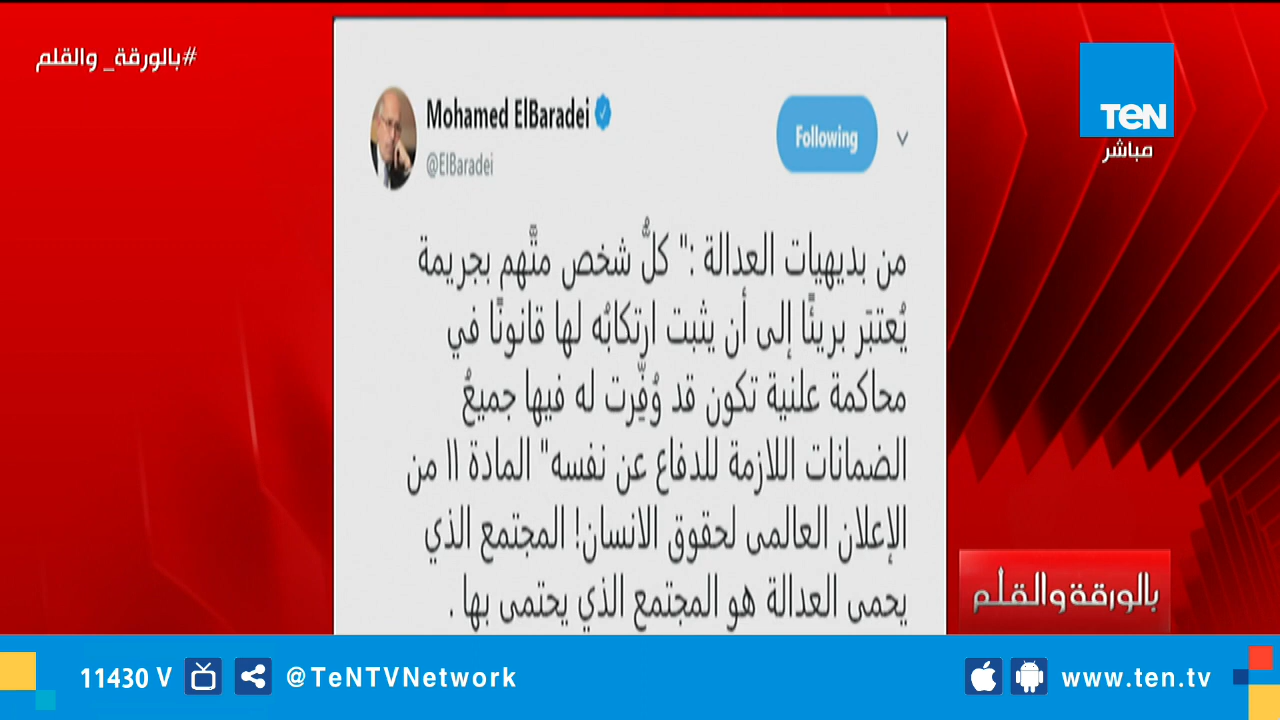 #بالورقة_ والقلم
TEN
مباشر
Mohamed ElBaradei
Following
@ElBaradei
من بديهيات العدالة :" كلُّ شخص متَّهم بجريمة
يُعتبَر بريئًا إلى أن يثبت ارتكابُه لها قانونًا في
محاكمة علنية تكون قد وُفِّرت له فيها جميعُ
الضمانات اللازمة للدفاع عن نفسه" المادة ١١ من
الإعلان العالمى لحقوق الانسان! المجتمع الذي
يحمى العدالة هو المجتمع الذي يحتمى بها .
بالورقة والقلم
11430 V
@TeNTVNetwork
www.ten.tv